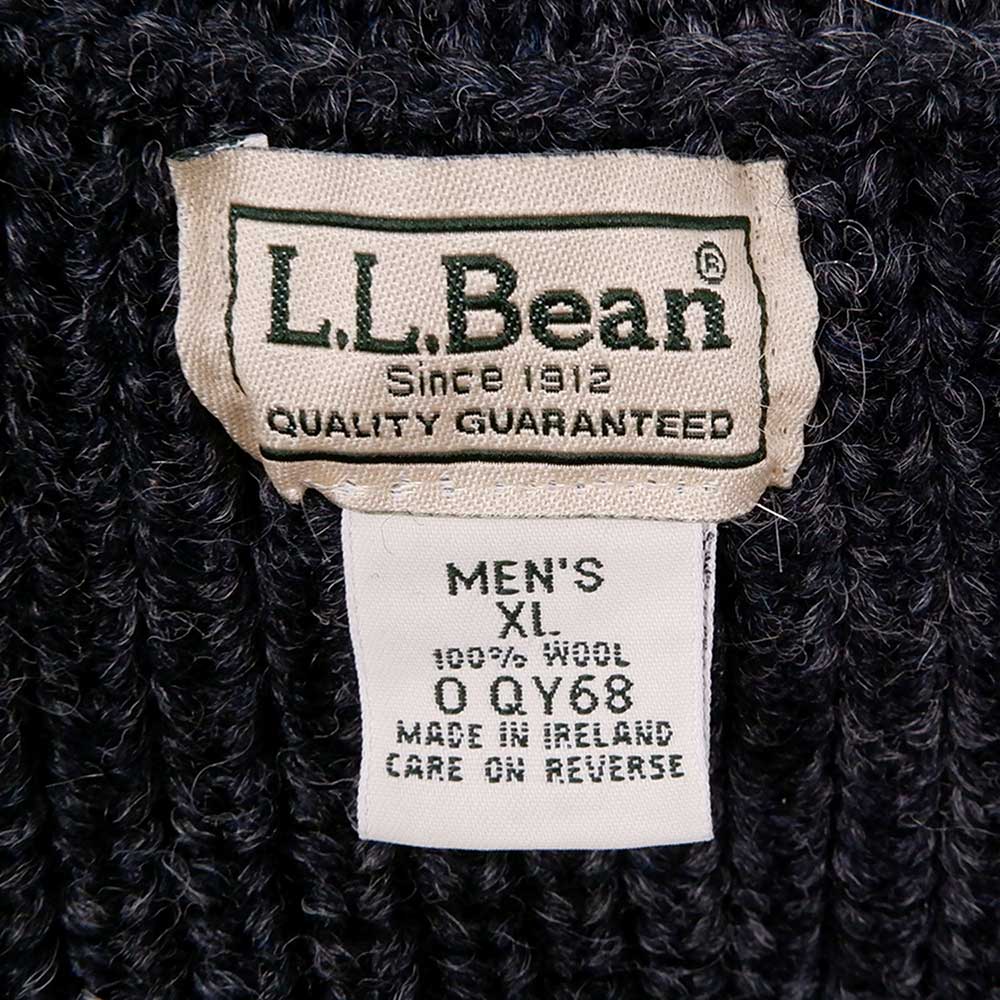 L.L.Bean®
Since 1912
QUALITY GUARANTEED
MEN'S
XL
100% WOOL
0 QY68
MADE IN IRELAND
CARE ON REVERSE